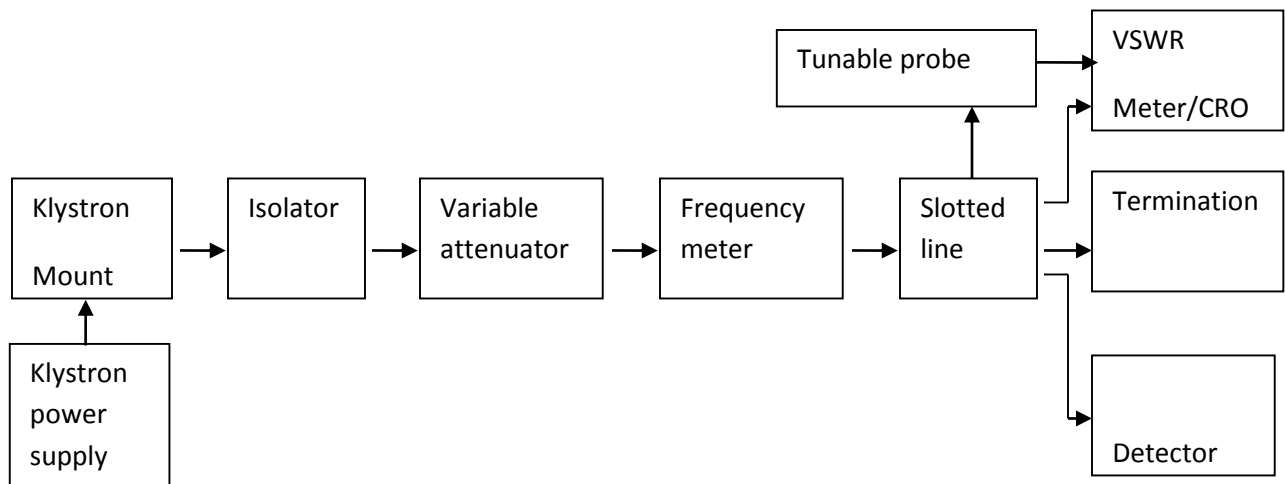 Tunable probe
VSWR
Meter/CRO
Klystron
Mount
Isolator
Variable
attenuator
Frequency
meter
Slotted
line
Termination
Klystron
power
supply
Detector